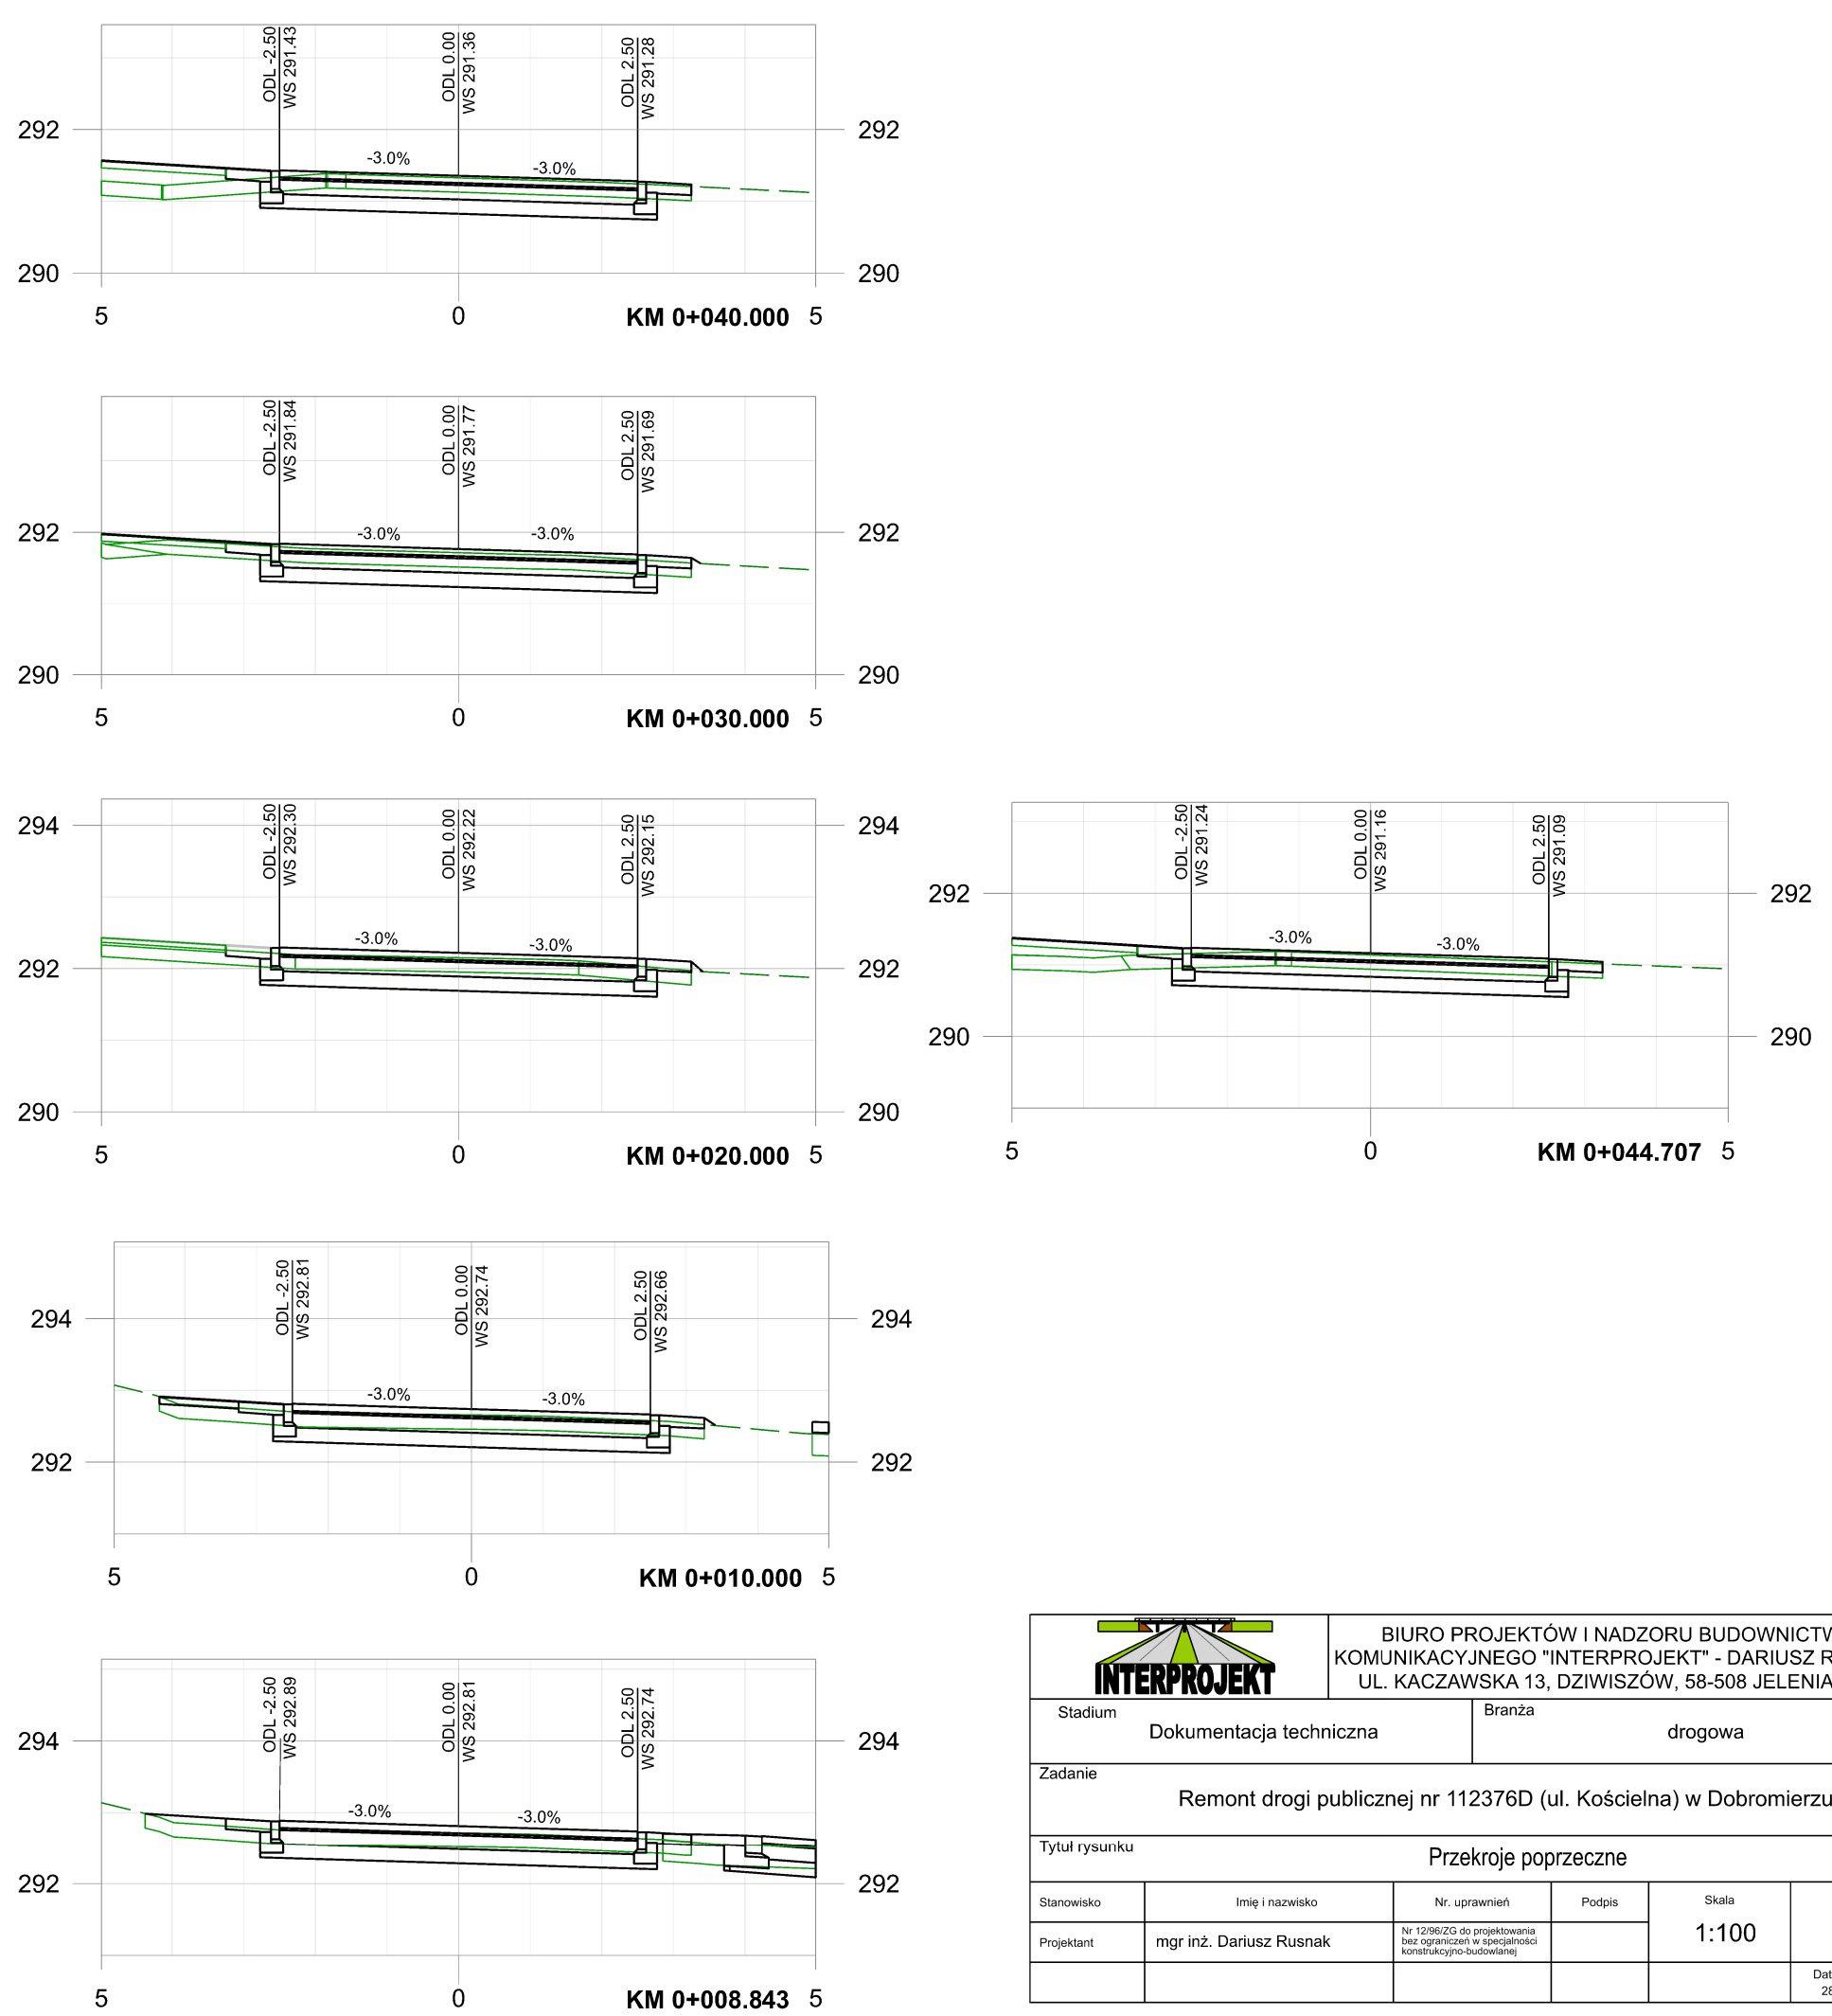 ODL -2.50
WS 291.43
ODL 0.00
WS 291.36
ODL 2.50
WS 291.28
292
292
-3.0%
-3.0%
290
290
5
0
KM 0+040.000
5
ODL -2.50
WS 291.84
ODL 0.00
WS 291.77
ODL 2.50
WS 291.69
292
292
-3.0%
-3.0%
290
290
5
0
KM 0+030.000
5
ODL -2.50
WS 292.30
ODL 0.00
WS 292.22
ODL 2.50
WS 292.15
294
294
-3.0%
-3.0%
292
292
290
290
5
0
KM 0+020.000
5
ODL -2.50
WS 291.24
ODL 0.00
WS 291.16
ODL 2.50
WS 291.09
292
292
-3.0%
-3.0%
290
290
5
0
KM 0+044.707
5
ODL -2.50
WS 292.81
ODL 0.00
WS 292.74
ODL 2.50
WS 292.66
294
294
-3.0%
-3.0%
292
292
5
0
KM 0+010.000
5
ODL -2.50
WS 292.89
ODL 0.00
WS 292.81
ODL 2.50
WS 292.74
294
294
-3.0%
-3.0%
292
292
5
0
KM 0+008.843
5
INTERPROJEKT
BIURO PROJEKTÓW I NADZORU BUDOWNICTW
KOMUNIKACYJNEGO "INTERPROJEKT" - DARIUSZ R
UL. KACZAWSKA 13, DZIWISZÓW, 58-508 JELENIA
Stadium
Dokumentacja techniczna
Branża
drogowa
Zadanie
Remont drogi publicznej nr 112376D (ul. Kościelna) w Dobromierzu
Tytuł rysunku
Przekroje poprzeczne
Stanowisko
Imię i nazwisko
Nr. uprawnień
Podpis
Skala
1:100
Projektant
mgr inż. Dariusz Rusnak
Nr 12/96/ZG do projektowania
bez ograniczeń w specjalności
konstrukcyjno-budowlanej
Dat
28